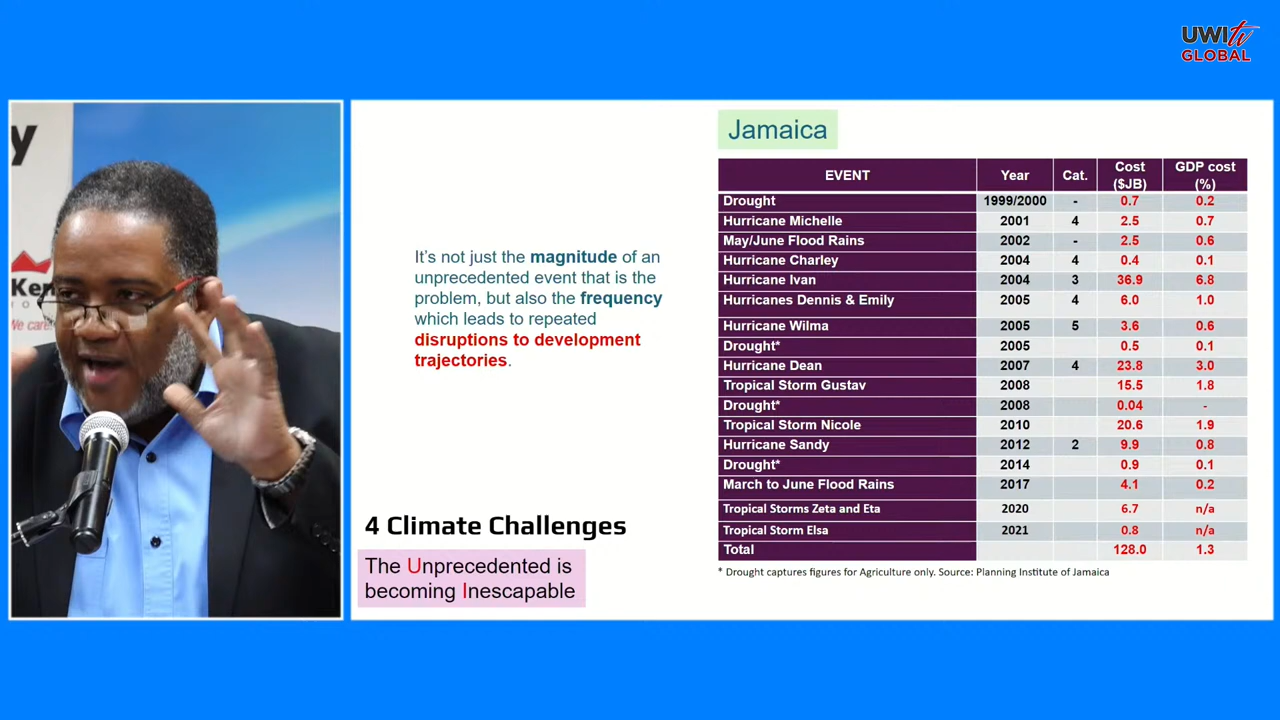 UWItv
GLOBAL
y
Ken
We care.
Jamaica
EVENT Year Cat. Cost ($JB) GDP cost (%)
Drought 1999/2000 - 0.7 0.2
Hurricane Michelle 2001 4 2.5 0.7
May/June Flood Rains 2002 - 2.5 0.6
Hurricane Charley 2004 4 0.4 0.1
Hurricane Ivan 2004 3 36.9 6.8
Hurricanes Dennis & Emily 2005 4 6.0 1.0
Hurricane Wilma 2005 5 3.6 0.6
Drought* 2005 0.5 0.1
Hurricane Dean 2007 4 23.8 3.0
Tropical Storm Gustav 2008 15.5 1.8
Drought* 2008 0.04 -
Tropical Storm Nicole 2010 20.6 1.9
Hurricane Sandy 2012 2 9.9 0.8
Drought* 2014 0.9 0.1
March to June Flood Rains 2017 4.1 0.2
Tropical Storms Zeta and Eta 2020 6.7 n/a
Tropical Storm Elsa 2021 0.8 n/a
Total 128.0 1.3
* Drought captures figures for Agriculture only. Source: Planning Institute of Jamaica
It's not just the magnitude of an
unprecedented event that is the
problem, but also the frequency
which leads to repeated
disruptions to development
trajectories.
4 Climate Challenges
The Unprecedented is
becoming Inescapable